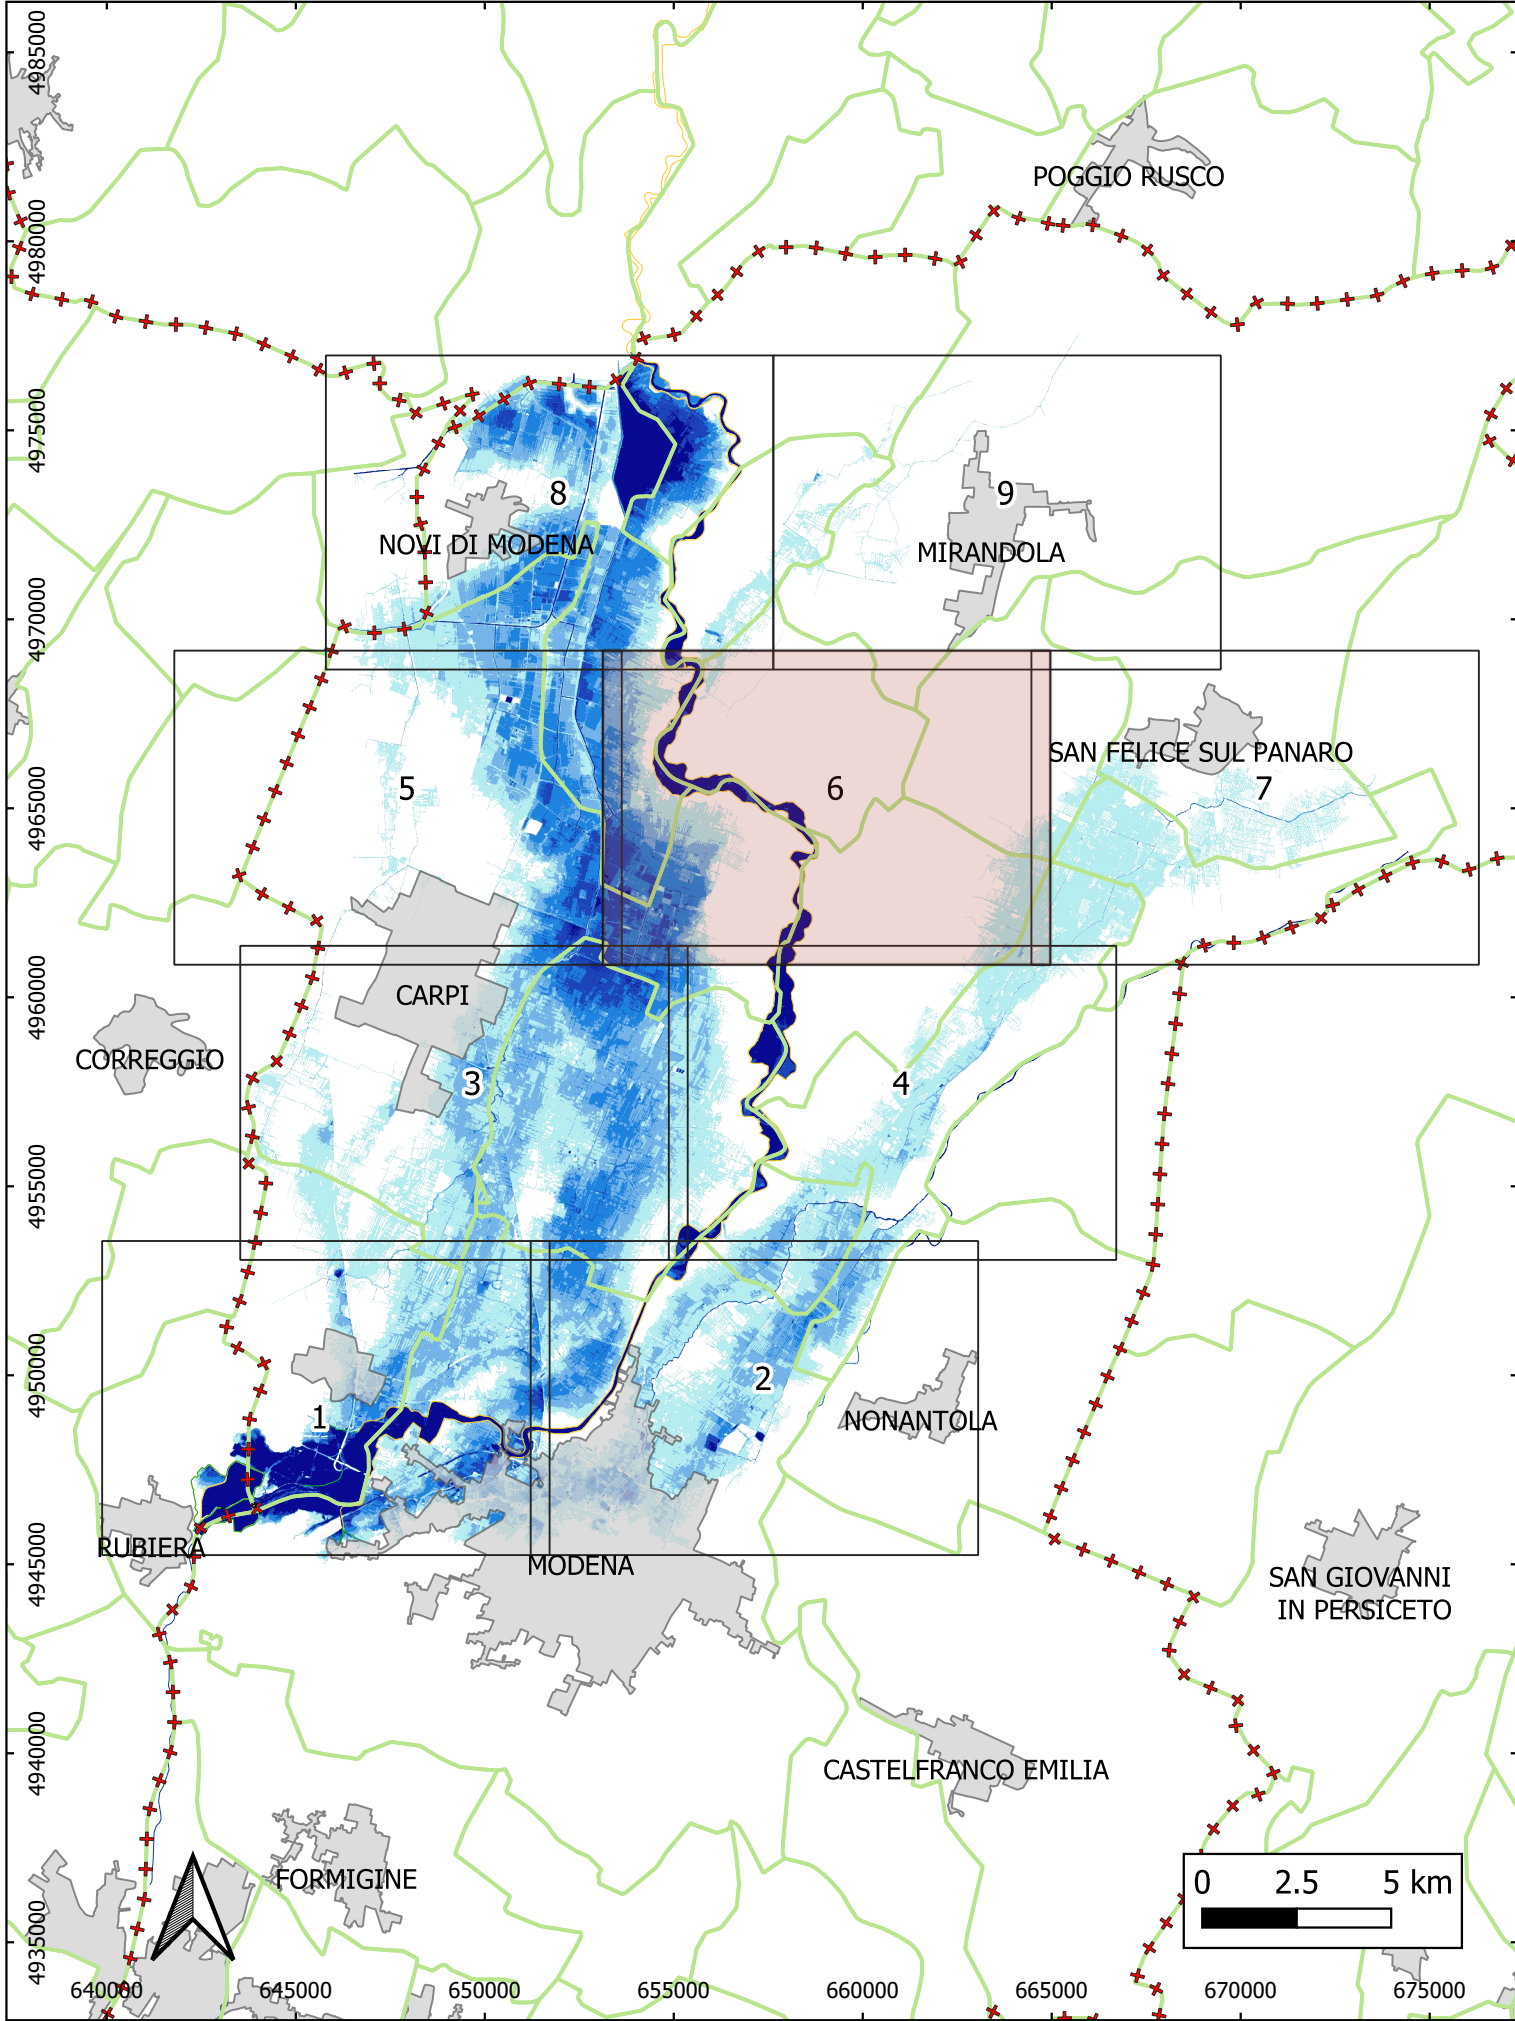 4985000
POGGIO RUSCO
4980000
4975000
8
9
NOVI DI MODENA
MIRANDOLA
4970000
SAN FELICE SUL PANARO
5
6
7
4965000
CARPI
4960000
CORREGGIO
3
4
4955000
4950000
2
1
NONANTOLA
RUBIERA
MODENA
4945000
SAN GIOVANNI
IN PERSICETO
4940000
CASTELFRANCO EMILIA
FORMIGINE
0 2.5 5 km
4935000
640000 645000 650000 655000 660000 665000 670000 675000